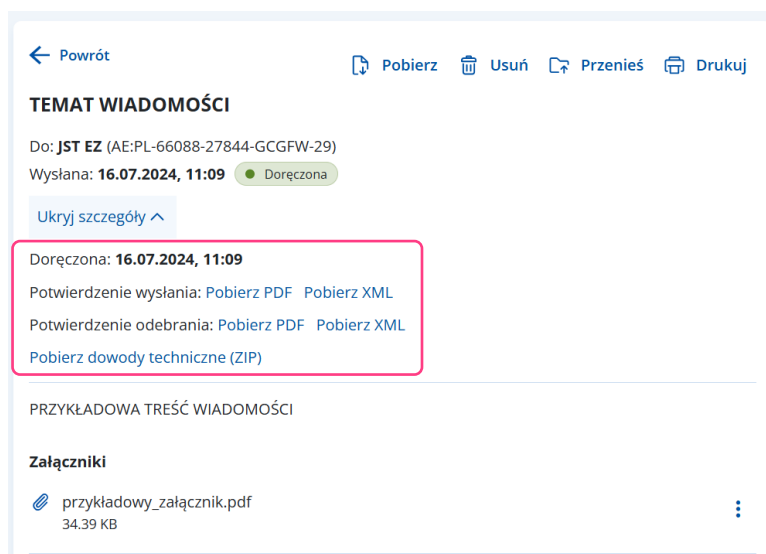 Powrót
Pobierz Usuń Przenieś Drukuj
TEMAT WIADOMOŚCI
Do: JST EZ (AE:PL-66088-27844-GCGFW-29)
Wysłana: 16.07.2024, 11:09 Doręczona
Ukryj szczegóły
Doręczona: 16.07.2024, 11:09
Potwierdzenie wysłania: Pobierz PDF Pobierz XML
Potwierdzenie odebrania: Pobierz PDF Pobierz XML
Pobierz dowody techniczne (ZIP)
PRZYKŁADOWA TREŚĆ WIADOMOŚCI
Załączniki
przykładowy_załącznik.pdf
34.39 KB